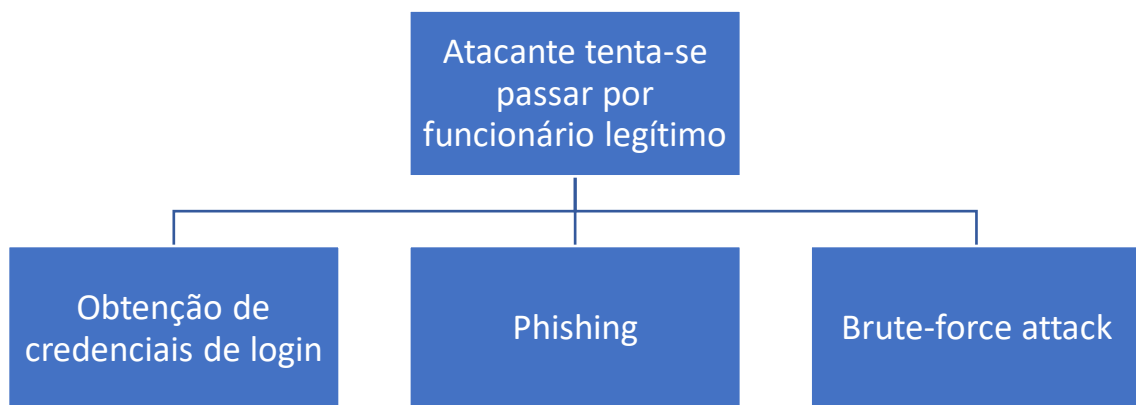 Atacante tenta-se
passar por
funcionário legítimo
Obtenção de
credenciais de login
Phishing
Brute-force attack